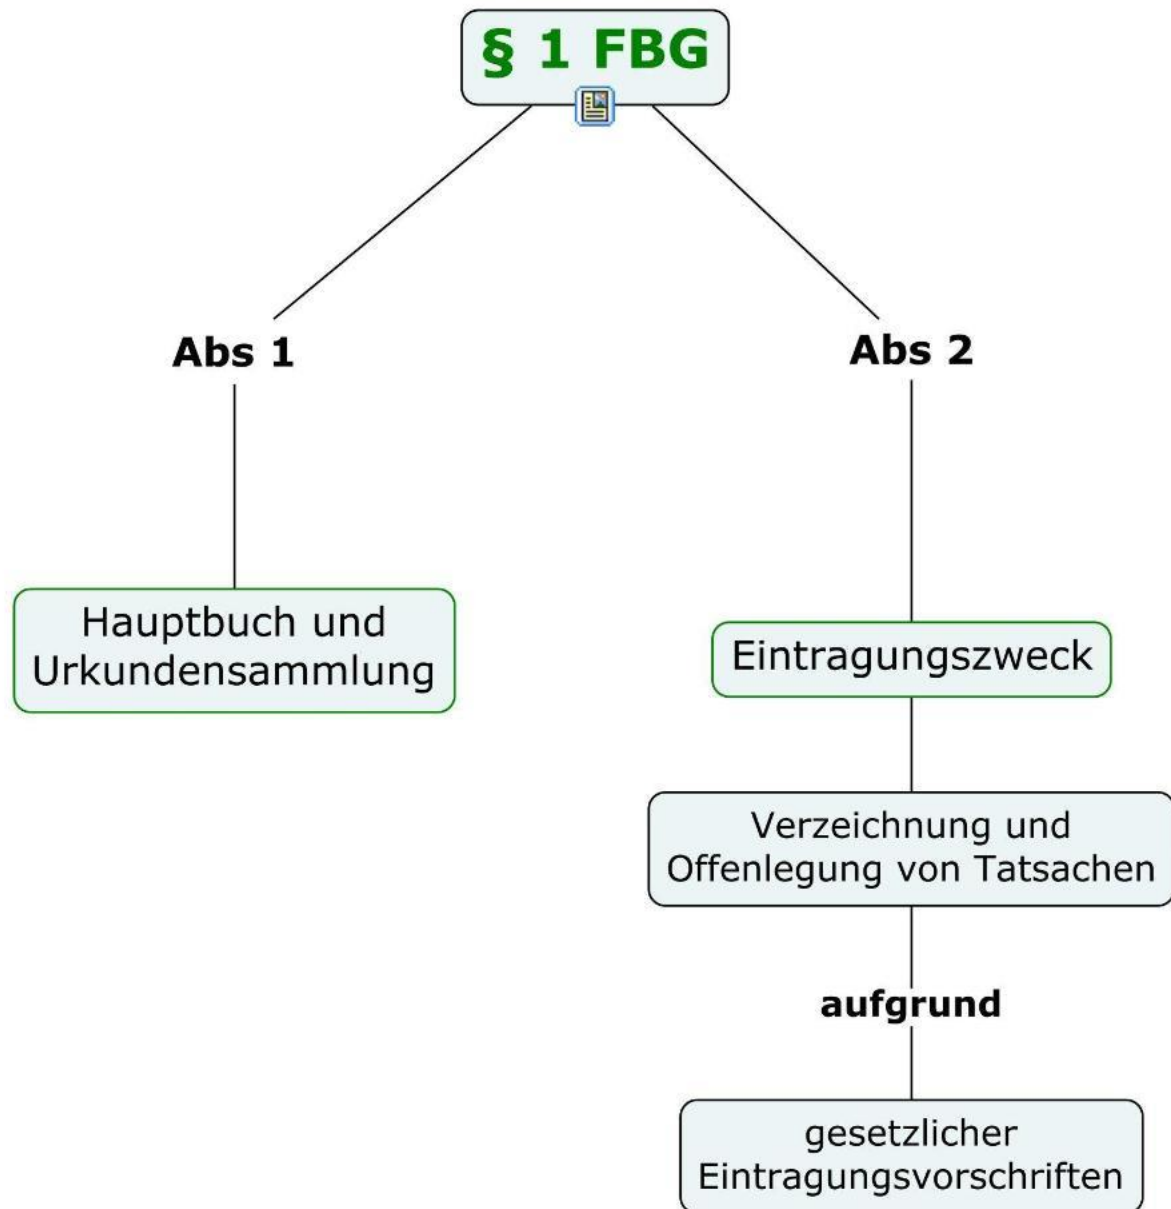 § 1 FBG
Abs 1
Abs 2
Hauptbuch und
Urkundensammlung
Eintragungszweck
Verzeichnung und
Offenlegung von Tatsachen
aufgrund
gesetzlicher
Eintragungsvorschriften